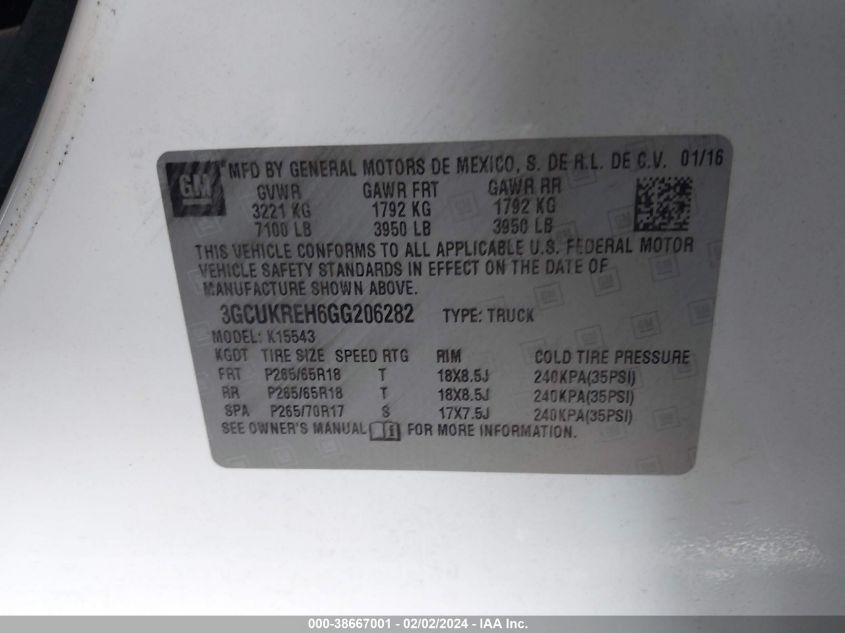 GM MFD BY GENERAL MOTORS DE MEXICO, S. DE R.L. DE C.V. 01/16
GVWR GAWR FRT GAWR RR
3221 KG 1792 KG 1792 KG
7100 LB 3950 LB 3950 LB
THIS VEHICLE CONFORMS TO ALL APPLICABLE U.S. FEDERAL MOTOR
VEHICLE SAFETY STANDARDS IN EFFECT ON THE DATE OF
MANUFACTURE SHOWN ABOVE.
3GCUKREH6GG206282 TYPE: TRUCK
MODEL: K15543
KGDT TIRE SIZE SPEED RTG RIM COLD TIRE PRESSURE
FRT P265/65R18 T 18X8.5J 240KPA(35PSI)
RR P265/65R18 T 18X8.5J 240KPA(35PSI)
SPA P265/70R17 S 17X7.5J 240KPA(35PSI)
SEE OWNER'S MANUAL FOR MORE INFORMATION.
000-38667001 - 02/02/2024 - IAA Inc.